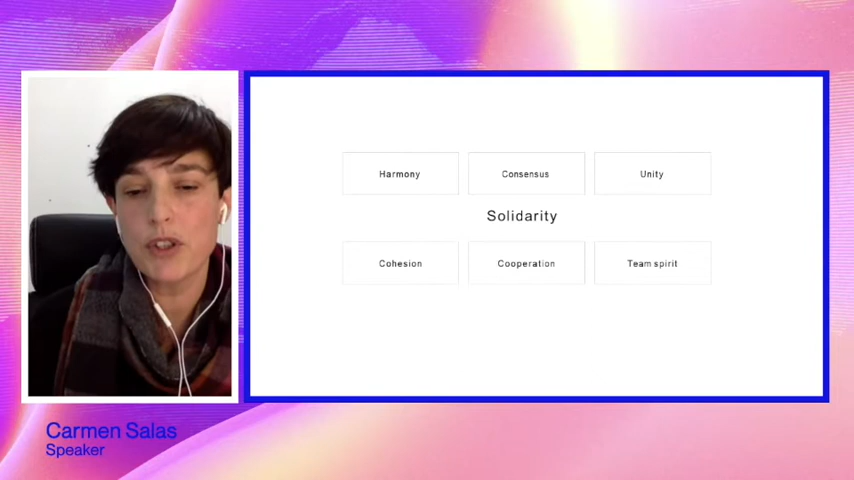 Harmony
Consensus
Unity
Solidarity
Cohesion
Cooperation
Team spirit
Carmen Salas
Speaker